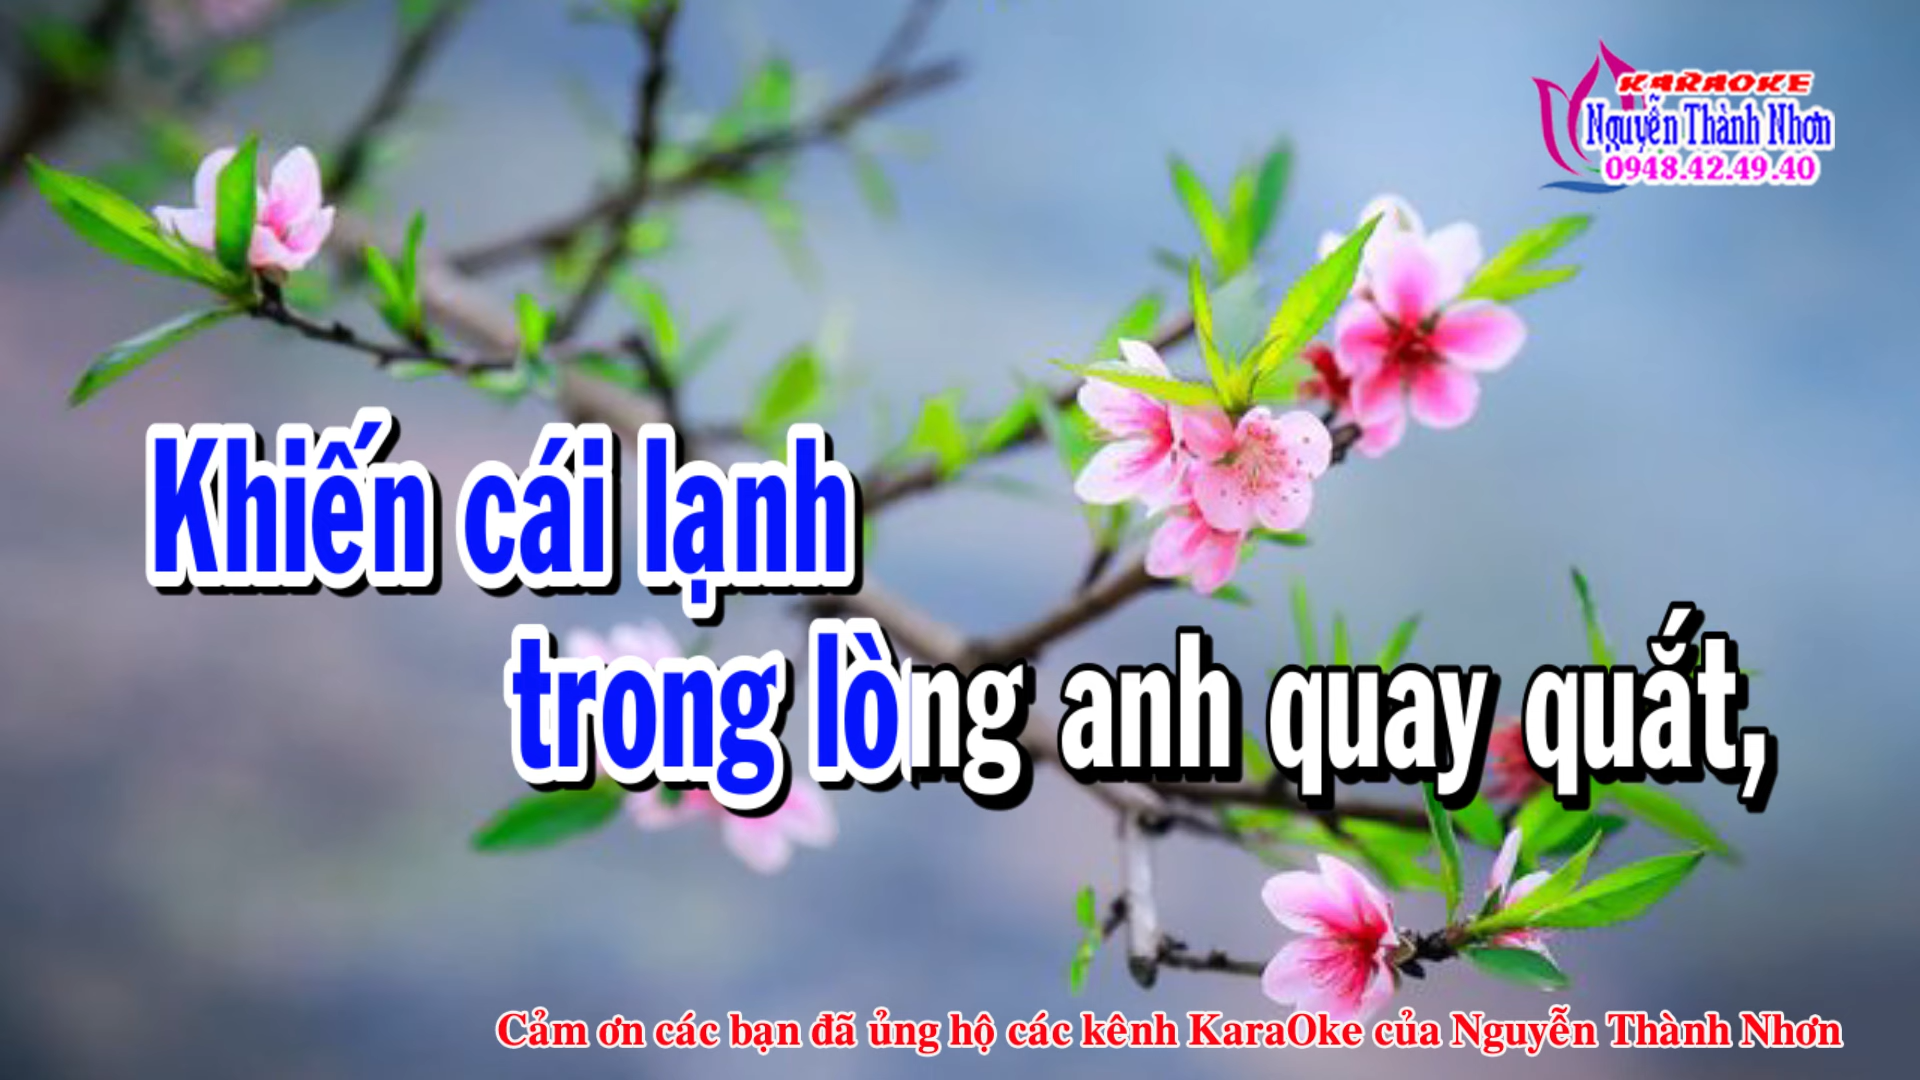 KARAOKE
Nguyễn Thành Nhơn
0948.42.49.40
Khiến cái lạnh
trong lòng anh quay quắt,
Cảm ơn các bạn đã ủng hộ các kênh KaraOke của Nguyễn Thành Nhơn